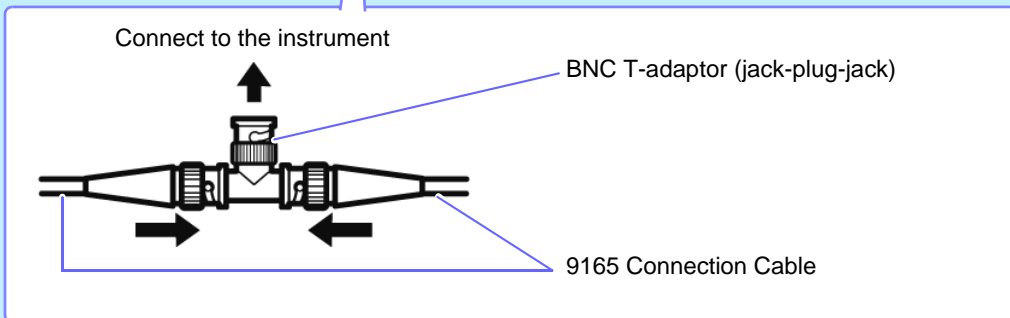 Connect to the instrument
BNC T-adaptor (jack-plug-jack)
9165 Connection Cable